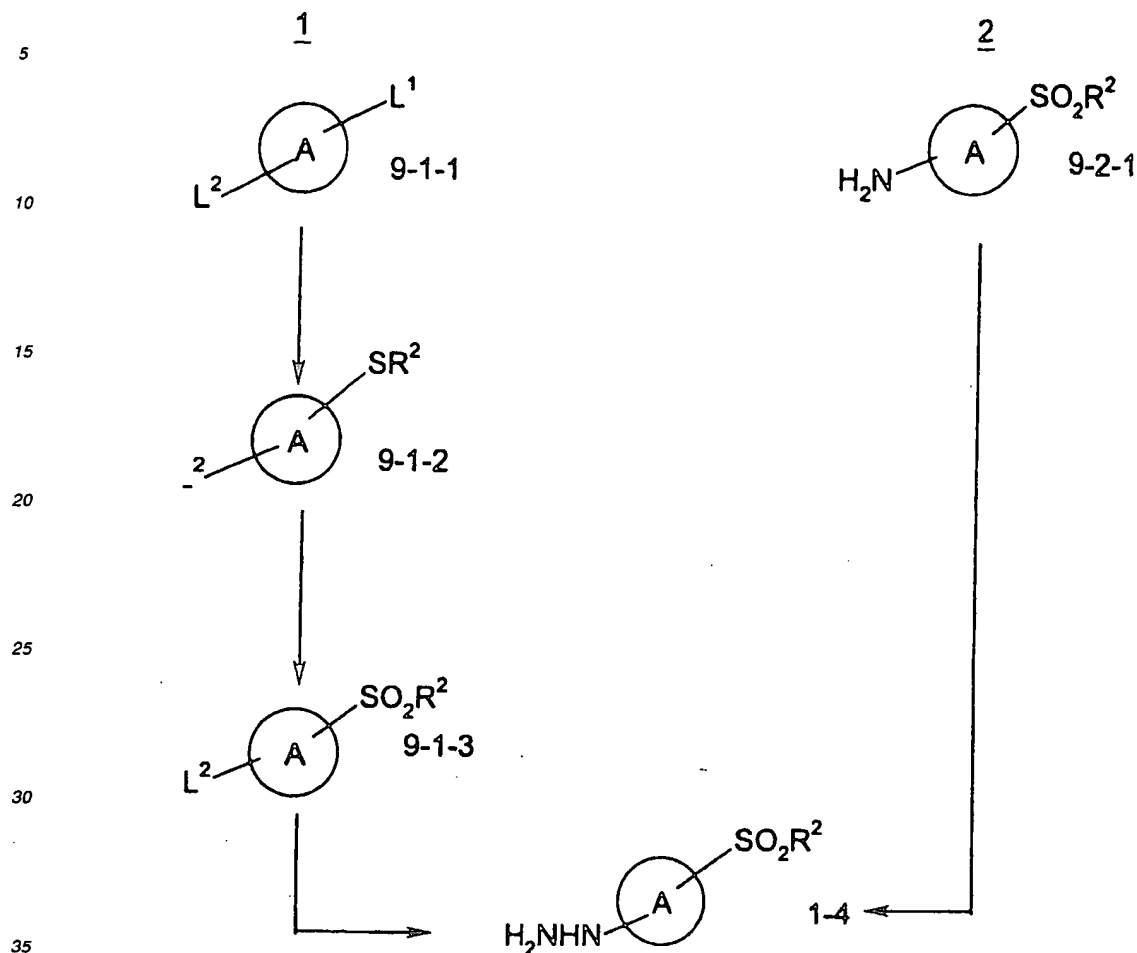 1
2
5
L¹
A
9-1-1
L²
SO₂R²
A
9-2-1
H₂N
10
15
SR²
A
9-1-2
-²
20
25
SO₂R²
A
9-1-3
L²
30
SO₂R²
A
1-4
H₂NHN
35